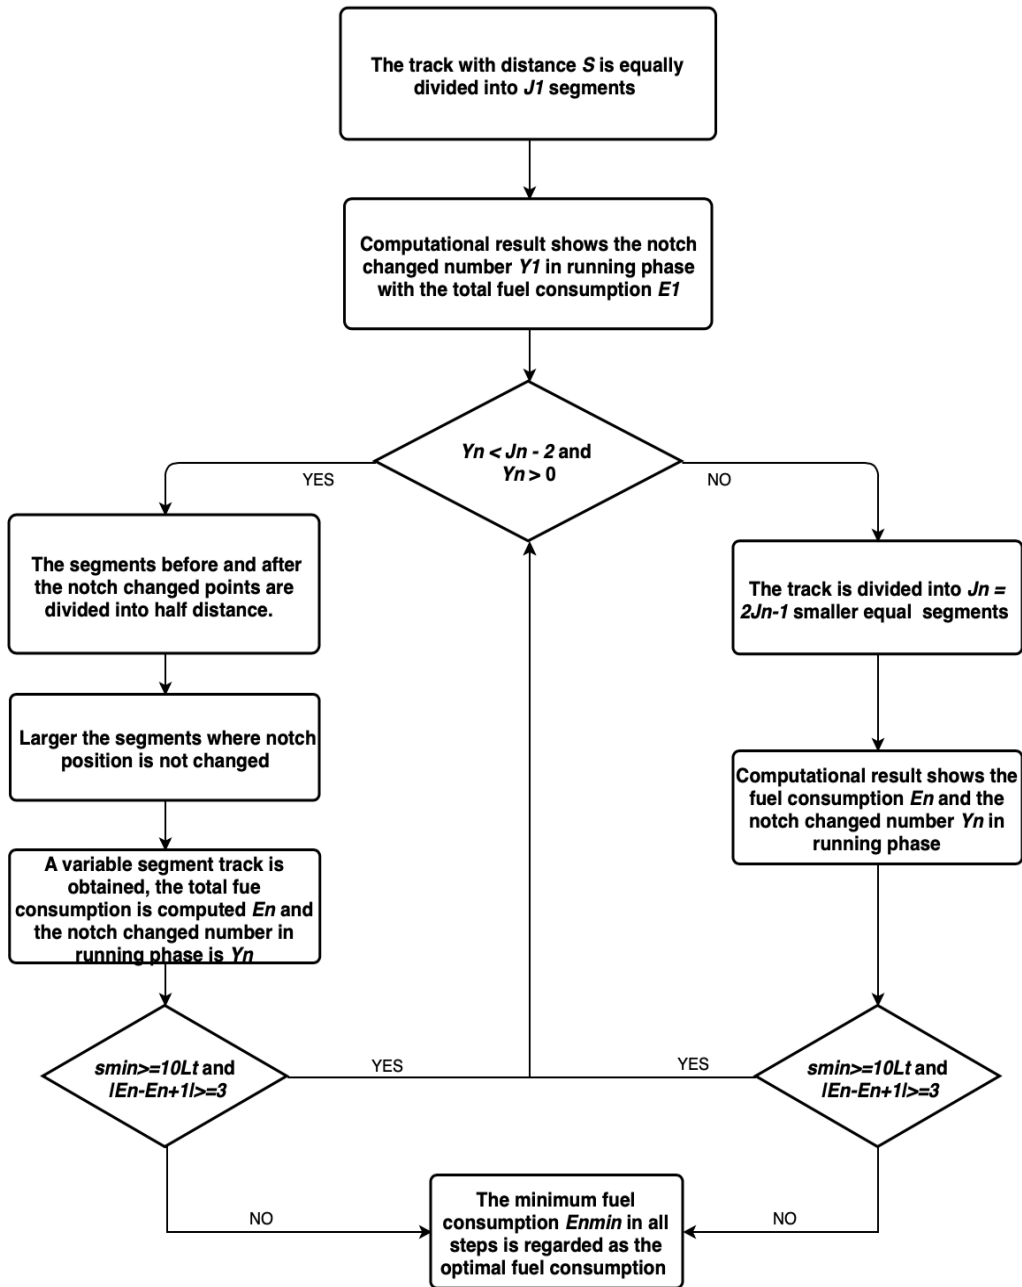 The track with distance S is equally
divided into J1 segments
Computational result shows the notch
changed number Y1 in running phase
with the total fuel consumption E1
Yn < Jn - 2 and
Yn > 0
YES
NO
The segments before and after
the notch changed points are
divided into half distance.
Larger the segments where notch
position is not changed
A variable segment track is
obtained, the total fue
consumption is computed En and
the notch changed number in
running phase is Yn
The track is divided into Jn =
2Jn-1 smaller equal segments
Computational result shows the
fuel consumption En and the
notch changed number Yn in
running phase
smin>=10Lt and
|En-En+1|>=3
YES
YES
smin>=10Lt and
|En-En+1|>=3
NO
NO
The minimum fuel
consumption Enmin in all
steps is regarded as the
optimal fuel consumption